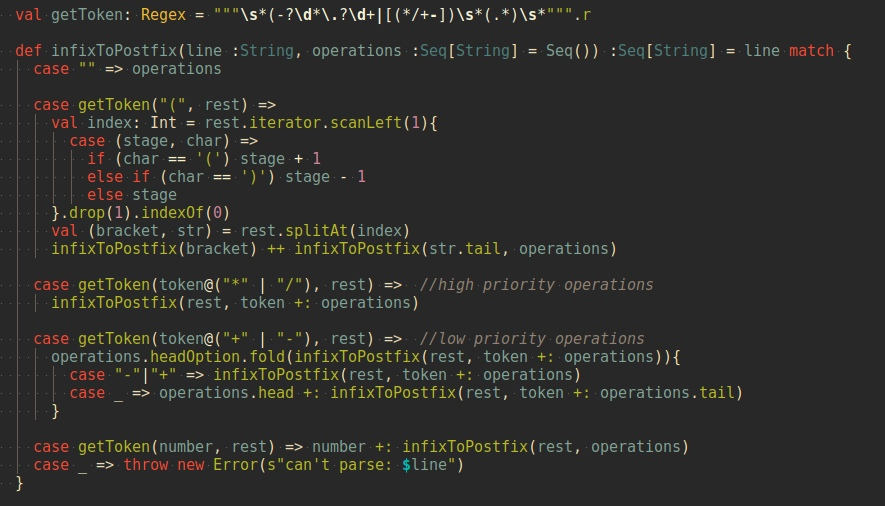 val getToken: Regex = """\s*(-?\d*\.?\d+|[(*/+-])\s*(.*)\s*""".r
def infixToPostfix(line :String, operations :Seq[String] = Seq()) :Seq[String] = line match {
case "" => operations
case getToken("(", rest) =>
val index: Int = rest.iterator.scanLeft(1){
case (stage, char) =>
if (char == '(') stage + 1
else if (char == ')') stage - 1
else stage
}.drop(1).indexOf(0)
val (bracket, str) = rest.splitAt(index)
infixToPostfix(bracket) ++ infixToPostfix(str.tail, operations)
case getToken(token@("*" | "/"), rest) => //high priority operations
infixToPostfix(rest, token +: operations)
case getToken(token@("+" | "-"), rest) => //low priority operations
operations.headOption.fold(infixToPostfix(rest, token +: operations)){
case "-"|"+" => infixToPostfix(rest, token +: operations)
case _ => operations.head +: infixToPostfix(rest, token +: operations.tail)
}
case getToken(number, rest) => number +: infixToPostfix(rest, operations)
case _ => throw new Error(s"can't parse: $line")
}